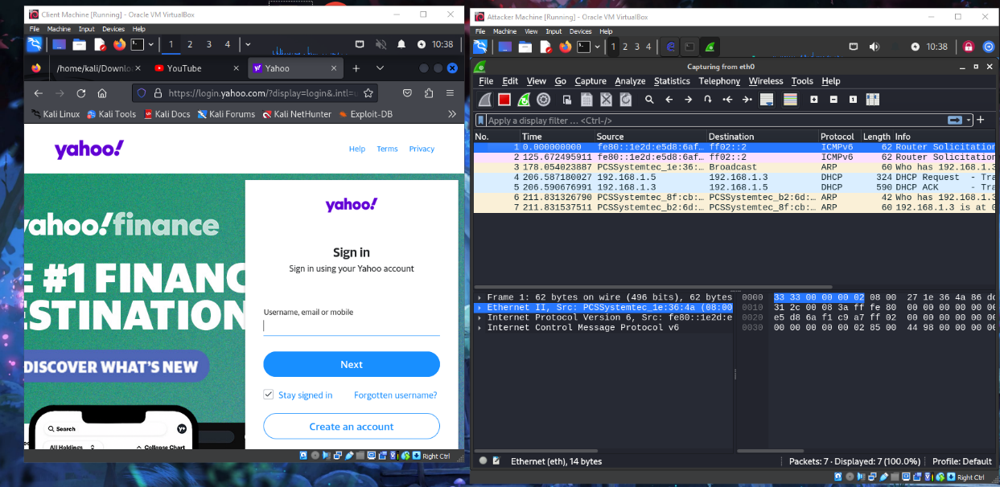 Client Machine [Running] - Oracle VM VirtualBox
File Machine Input Devices Help
1 2 3 4
10:38
/home/kali/Downlo
YouTube
Yahoo
https://login.yahoo.com/?display=login&.intl=
Kali Linux Kali Tools Kali Docs Kali Forums Kali NetHunter Exploit-DB
yahoo!
Help Terms Privacy
yahoo!
Sign in
Sign in using your Yahoo account
Username, email or mobile
Next
Stay signed in Forgotten username?
Create an account
yahoo!finance
E #1 FINANC
ESTINATION
DISCOVER WHAT'S NEW
Search
y+
All Holdings
Collapse Chart
Right Ctrl
Attacker Machine [Running] - Oracle VM VirtualBox
File Machine View Input Devices Help
1 2 3 4
10:38
Capturing from eth0
File Edit View Go Capture Analyze Statistics Telephony Wireless Tools Help
Apply a display filter ... <Ctrl-/>
No. Time Source Destination Protocol Length Info
1 0.000000000 fe80::1e2d:e5d8:6af… ff02::2 ICMPv6 62 Router Solicitation
2 125.672495911 fe80::1e2d:e5d8:6af… ff02::2 ICMPv6 62 Router Solicitation
3 178.054023887 PCSSystemtec_1e:36:… Broadcast ARP 60 Who has 192.168.1.3
4 206.587180027 192.168.1.5 192.168.1.3 DHCP 324 DHCP Request - Tra
5 206.590676991 192.168.1.3 192.168.1.5 DHCP 590 DHCP ACK - Tra
6 211.831326790 PCSSystemtec_8f:cb:… PCSSystemtec_b2:6d:… ARP 42 Who has 192.168.1.3
7 211.831537511 PCSSystemtec_b2:6d:… PCSSystemtec_8f:cb:… ARP 60 192.168.1.3 is at 0
Frame 1: 62 bytes on wire (496 bits), 62 bytes
Ethernet II, Src: PCSSystemtec_1e:36:4a (08:00
Internet Protocol Version 6, Src: fe80::1e2d:e
Internet Control Message Protocol v6
0000 33 33 00 00 00 02 08 00 27 1e 36 4a 86 dd
0010 31 2c 00 08 3a ff fe 80 00 00 00 00 00 00
0020 e5 d8 6a f1 c9 a7 ff 02 00 00 00 00 00 00
0030 00 00 00 00 00 02 85 00 44 98 00 00 00 00
Ethernet (eth), 14 bytes
Packets: 7 · Displayed: 7 (100.0%)
Profile: Default
Right Ctrl